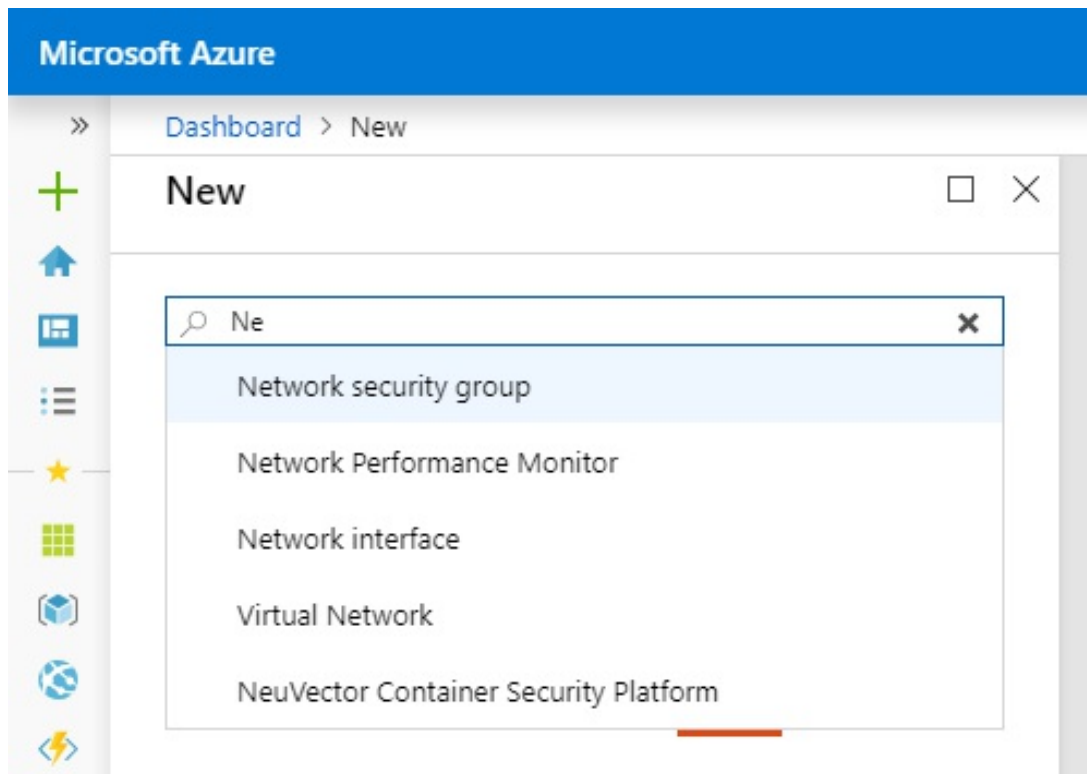 Microsoft Azure
Dashboard > New
New
Ne
Network security group
Network Performance Monitor
Network interface
Virtual Network
NeuVector Container Security Platform